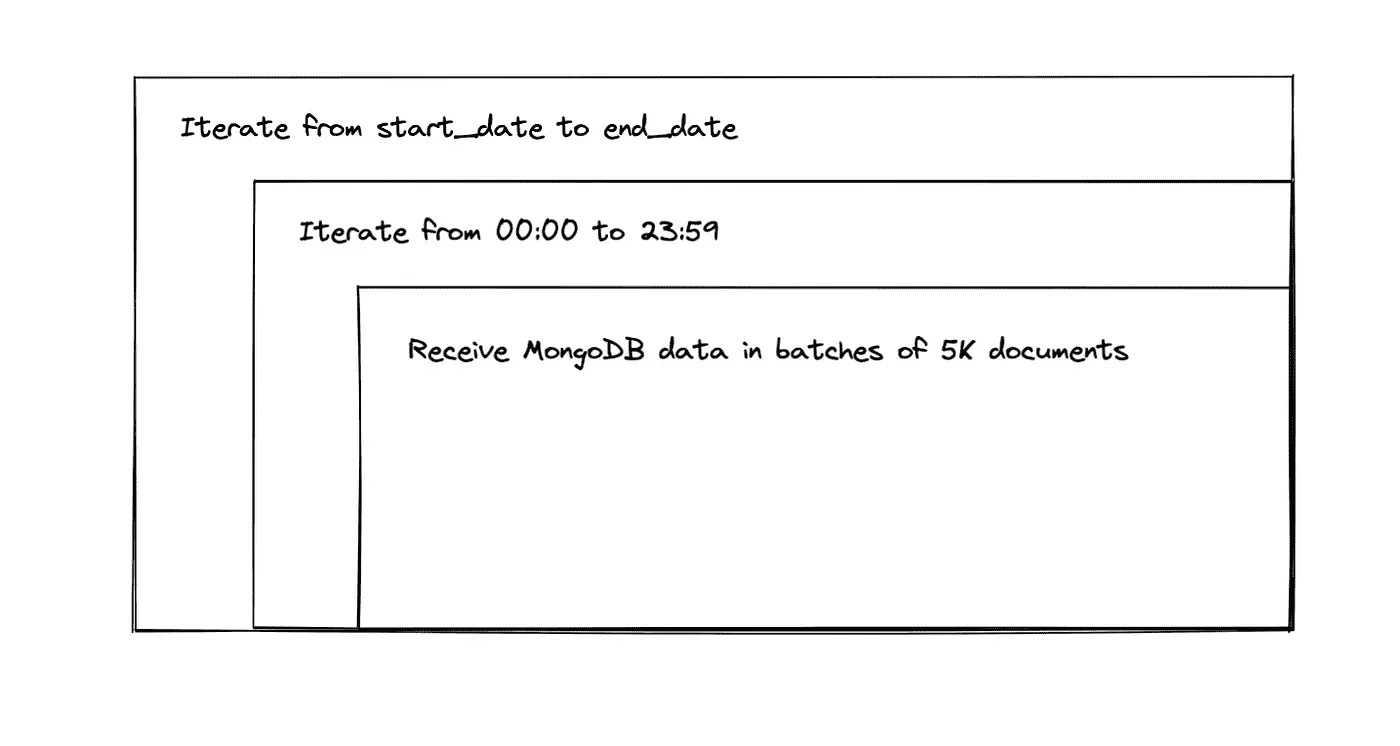 Iterate from start_date to end_date
Iterate from 00:00 to 23:59
Receive MongoDB data in batches of 5K documents